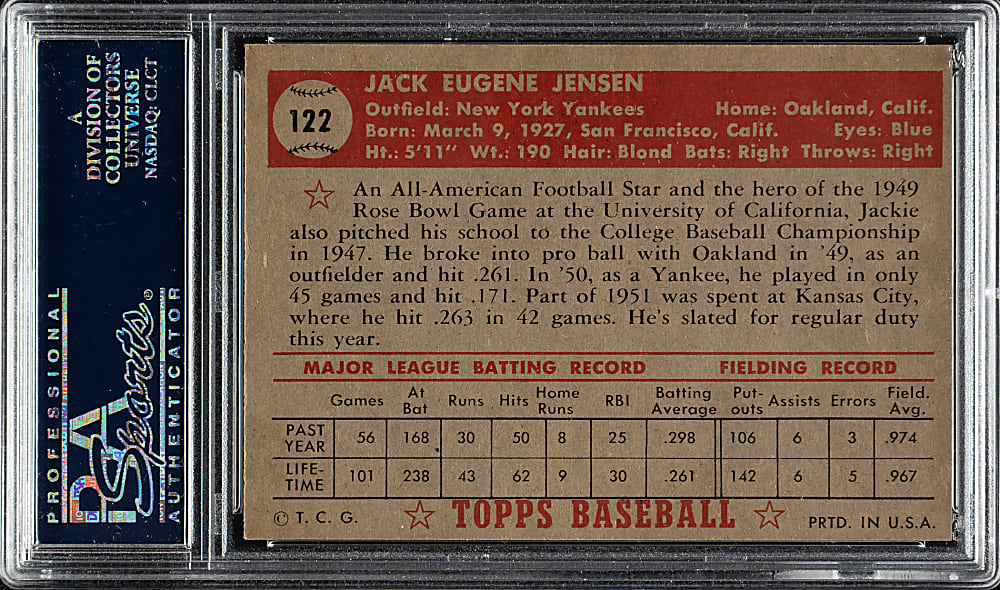 A
DIVISION OF
COLLECTORS
UNIVERSE
NASDAQ: CLCT
PROFESSIONAL
PSA
Sports®
AUTHENTICATOR
122
JACK EUGENE JENSEN
Outfield: New York Yankees Home: Oakland, Calif.
Born: March 9, 1927, San Francisco, Calif. Eyes: Blue
Ht.: 5'11" Wt.: 190 Hair: Blond Bats: Right Throws: Right
An All-American Football Star and the hero of the 1949
Rose Bowl Game at the University of California, Jackie
also pitched his school to the College Baseball Championship
in 1947. He broke into pro ball with Oakland in '49, as an
outfielder and hit .261. In '50, as a Yankee, he played in only
45 games and hit .171. Part of 1951 was spent at Kansas City,
where he hit .263 in 42 games. He's slated for regular duty
this year.
MAJOR LEAGUE BATTING RECORD FIELDING RECORD
Games At Bat Runs Hits Home Runs RBI Batting Average Put-outs Assists Errors Field. Avg.
PAST YEAR 56 168 30 50 8 25 .298 106 6 3 .974
LIFE-TIME 101 238 43 62 9 30 .261 142 6 5 .967
© T. C. G. TOPPS BASEBALL PRTD. IN U.S.A.